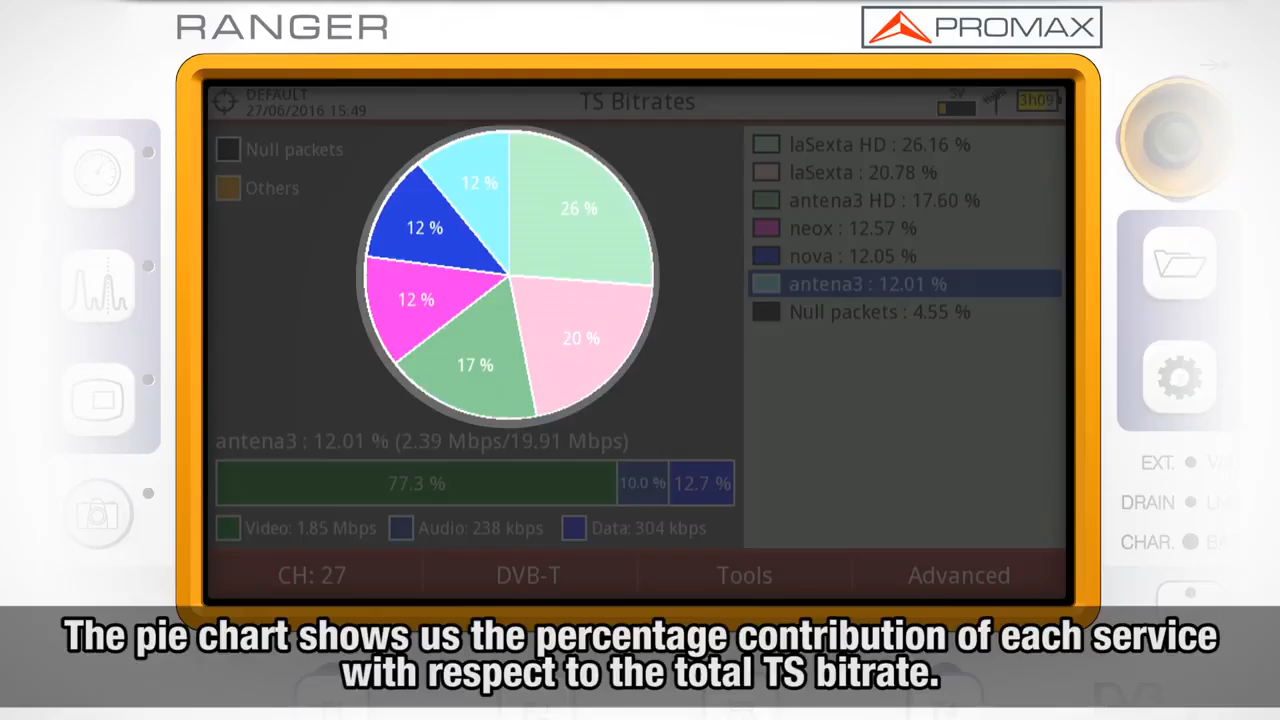 RANGER
PROMAX
DEFAULT
27/06/2016 15:49
TS Bitrates
5V
3h09
Null packets
Others
12 %
26 %
12 %
12 %
20 %
17 %
laSexta HD : 26.16 %
laSexta : 20.78 %
antena3 HD : 17.60 %
neox : 12.57 %
nova : 12.05 %
antena3 : 12.01 %
Null packets : 4.55 %
antena3 : 12.01 % (2.39 Mbps/19.91 Mbps)
77.3 %
10.0 %
12.7 %
Video: 1.85 Mbps
Audio: 238 kbps
Data: 304 kbps
CH: 27
DVB-T
Tools
Advanced
EXT.
DRAIN
CHAR.
The pie chart shows us the percentage contribution of each service
with respect to the total TS bitrate.